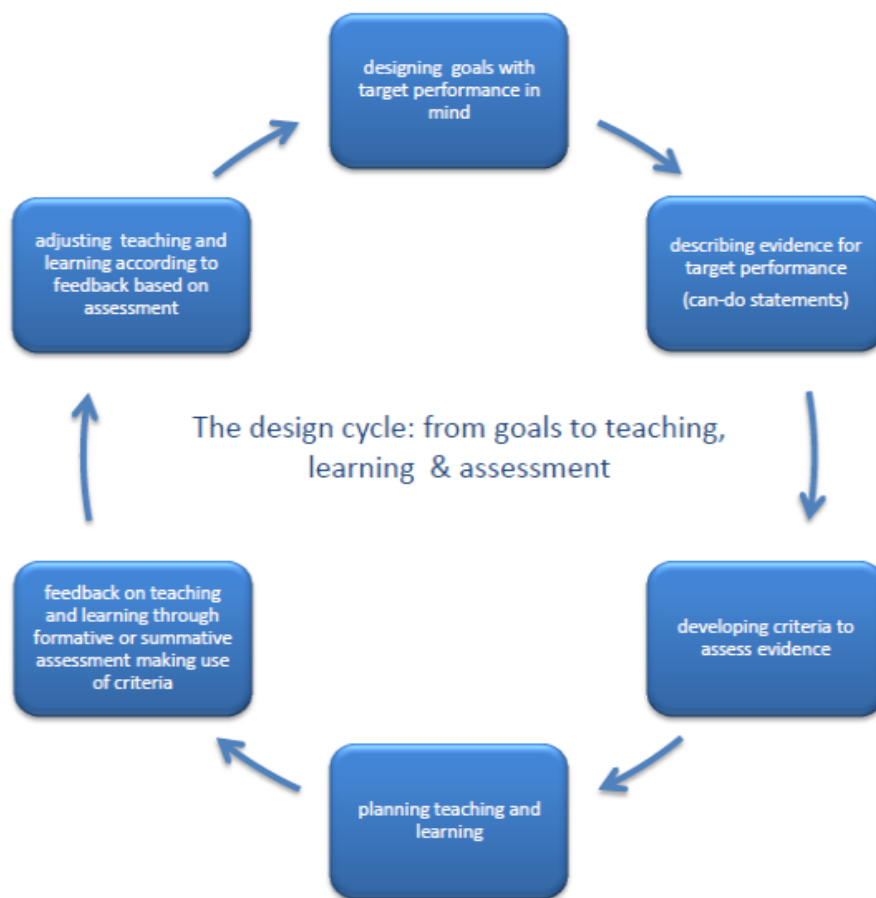 designing goals with
target performance in
mind
describing evidence for
target performance
(can-do statements)
developing criteria to
assess evidence
planning teaching and
learning
feedback on teaching
and learning through
formative or summative
assessment making use
of criteria
adjusting teaching and
learning according to
feedback based on
assessment
The design cycle: from goals to teaching,
learning & assessment